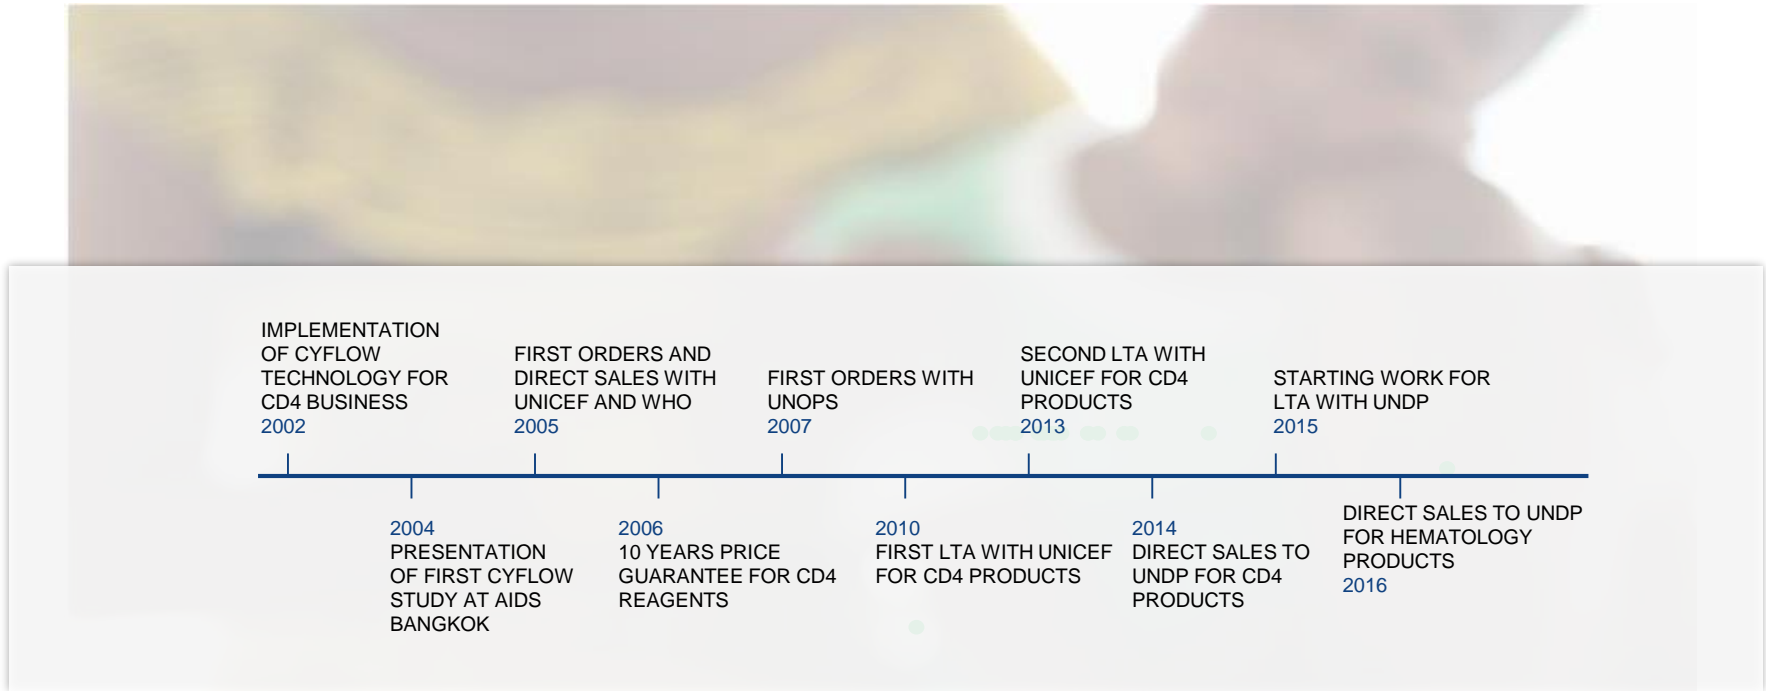 IMPLEMENTATION
OF CYFLOW
TECHNOLOGY FOR
CD4 BUSINESS
2002
2004
PRESENTATION
OF FIRST CYFLOW
STUDY AT AIDS
BANGKOK
FIRST ORDERS AND
DIRECT SALES WITH
UNICEF AND WHO
2005
2006
10 YEARS PRICE
GUARANTEE FOR CD4
REAGENTS
FIRST ORDERS WITH
UNOPS
2007
2010
FIRST LTA WITH UNICEF
FOR CD4 PRODUCTS
SECOND LTA WITH
UNICEF FOR CD4
PRODUCTS
2013
2014
DIRECT SALES TO
UNDP FOR CD4
PRODUCTS
STARTING WORK FOR
LTA WITH UNDP
2015
DIRECT SALES TO UNDP
FOR HEMATOLOGY
PRODUCTS
2016